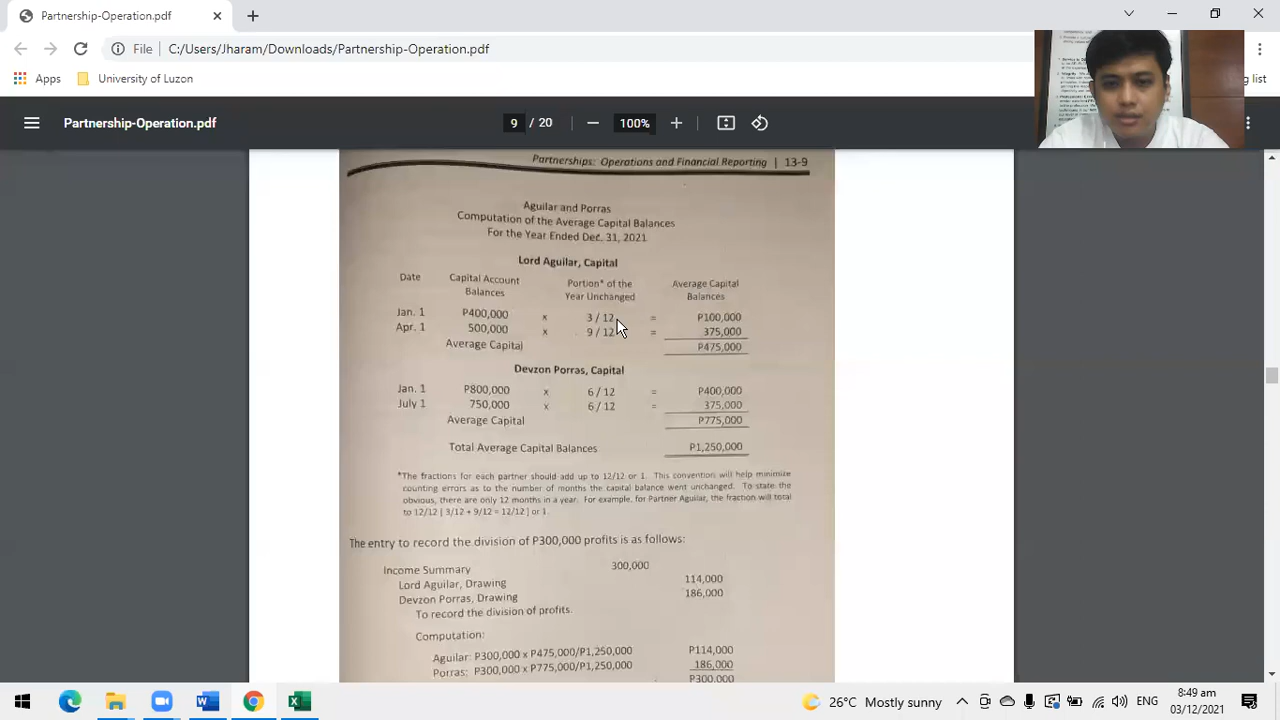 Partnership-Operation.pdf
File
C:/Users/Jharam/Downloads/Partnership-Operation.pdf
Apps
University of Luzon
list
Partnership-Operation.pdf
9 / 20
100%
Partnerships: Operations and Financial Reporting | 13-9
Aguilar and Porras
Computation of the Average Capital Balances
For the Year Ended Dec. 31, 2021
Lord Aguilar, Capital
Date Capital Account Portion* of the Average Capital
Balances Year Unchanged Balances
Jan. 1 P400,000 x 3 / 12 = P100,000
Apr. 1 500,000 x 9 / 12 = 375,000
Average Capital P475,000
Devzon Porras, Capital
Jan. 1 P800,000 x 6 / 12 = P400,000
July 1 750,000 x 6 / 12 = 375,000
Average Capital P775,000
Total Average Capital Balances P1,250,000
*The fractions for each partner should add up to 12/12 or 1. This convention will help minimize
counting errors as to the number of months the capital balance went unchanged. To state the
obvious, there are only 12 months in a year. For example, for Partner Aguilar, the fraction will total
to 12/12 [ 3/12 + 9/12 = 12/12 ] or 1.
The entry to record the division of P300,000 profits is as follows:
Income Summary 300,000
Lord Aguilar, Drawing 114,000
Devzon Porras, Drawing 186,000
To record the division of profits.
Computation:
Aguilar: P300,000 x P475,000/P1,250,000 P114,000
Porras: P300,000 x P775,000/P1,250,000 186,000
P300,000
26°C Mostly sunny
ENG
8:49 am
03/12/2021